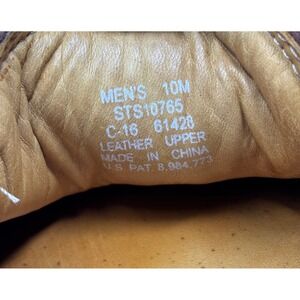 MEN'S 10M
STS10765
C-16 61428
LEATHER UPPER
MADE IN CHINA
U.S PAT 8,984,773